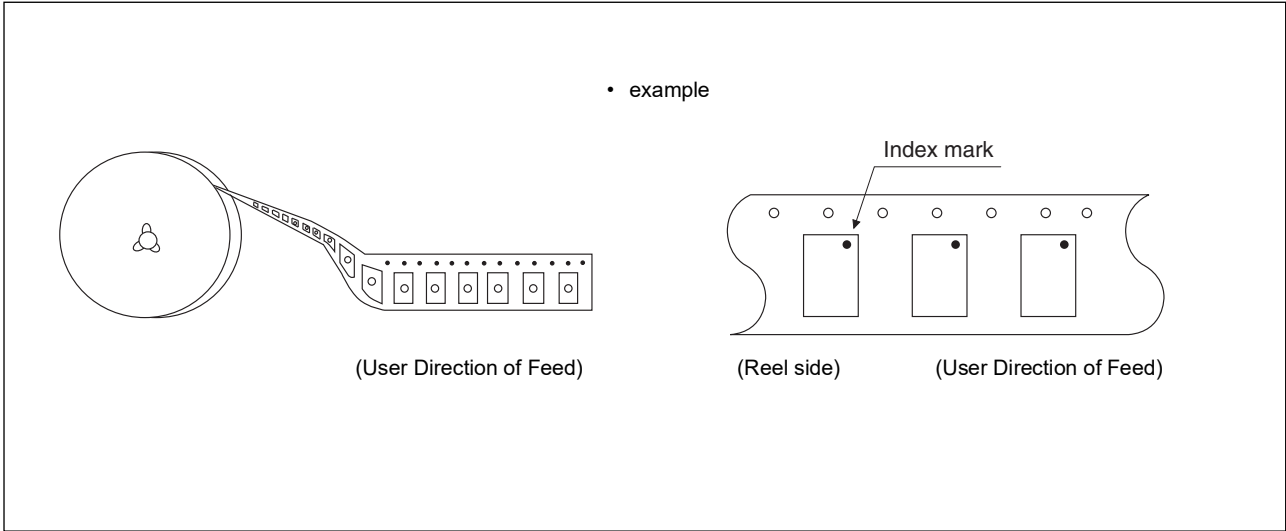 • example
Index mark
(User Direction of Feed)
(Reel side)
(User Direction of Feed)